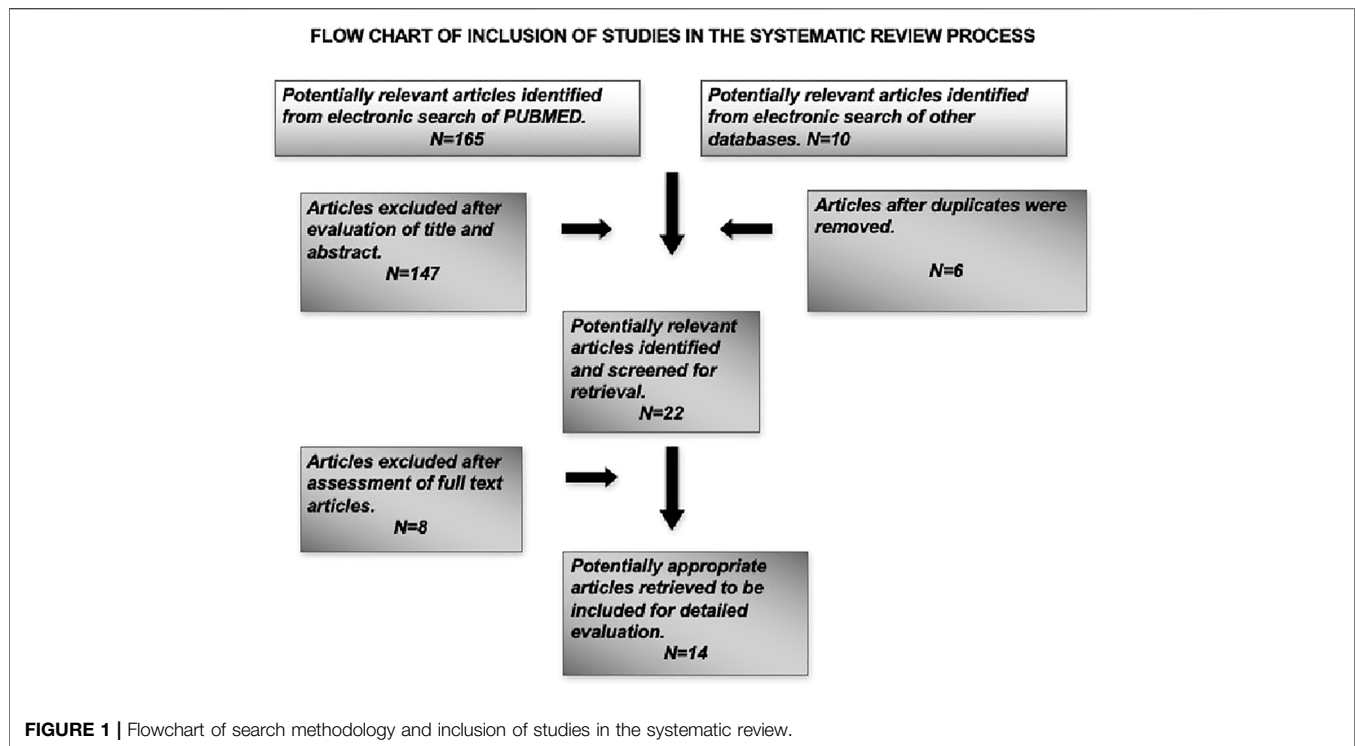 FLOW CHART OF INCLUSION OF STUDIES IN THE SYSTEMATIC REVIEW PROCESS
Potentially relevant articles identified
from electronic search of PUBMED.
N=165
Potentially relevant articles identified
from electronic search of other
databases. N=10
Articles excluded after
evaluation of title and
abstract.
N=147
Articles after duplicates were
removed.
N=6
Potentially relevant
articles identified
and screened for
retrieval.
N=22
Articles excluded after
assessment of full text
articles.
N=8
Potentially appropriate
articles retrieved to be
included for detailed
evaluation.
N=14
FIGURE 1 | Flowchart of search methodology and inclusion of studies in the systematic review.